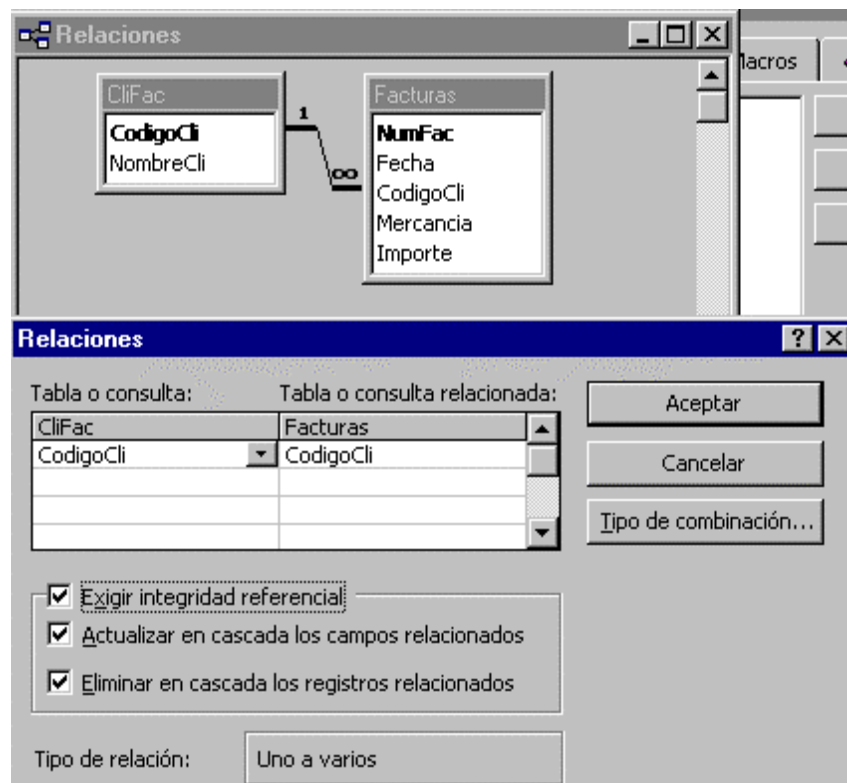 Relaciones
Macros
CliFac Facturas
CodigoCli 1 NumFac
NombreCli ∞ Fecha
CodigoCli
Mercancia
Importe
Relaciones
Tabla o consulta: Tabla o consulta relacionada:
Aceptar
CliFac Facturas
CodigoCli CodigoCli
Cancelar
Tipo de combinación...
Exigir integridad referencial
Actualizar en cascada los campos relacionados
Eliminar en cascada los registros relacionados
Tipo de relación: Uno a varios